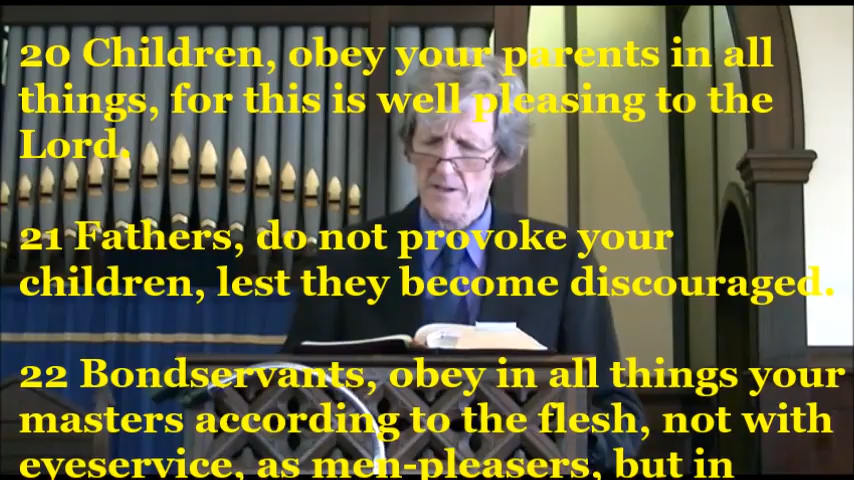 20 Children, obey your parents in all
things, for this is well pleasing to the
Lord.
21 Fathers, do not provoke your
children, lest they become discouraged.
22 Bondservants, obey in all things your
masters according to the flesh, not with
eyeservice, as men-pleasers, but in